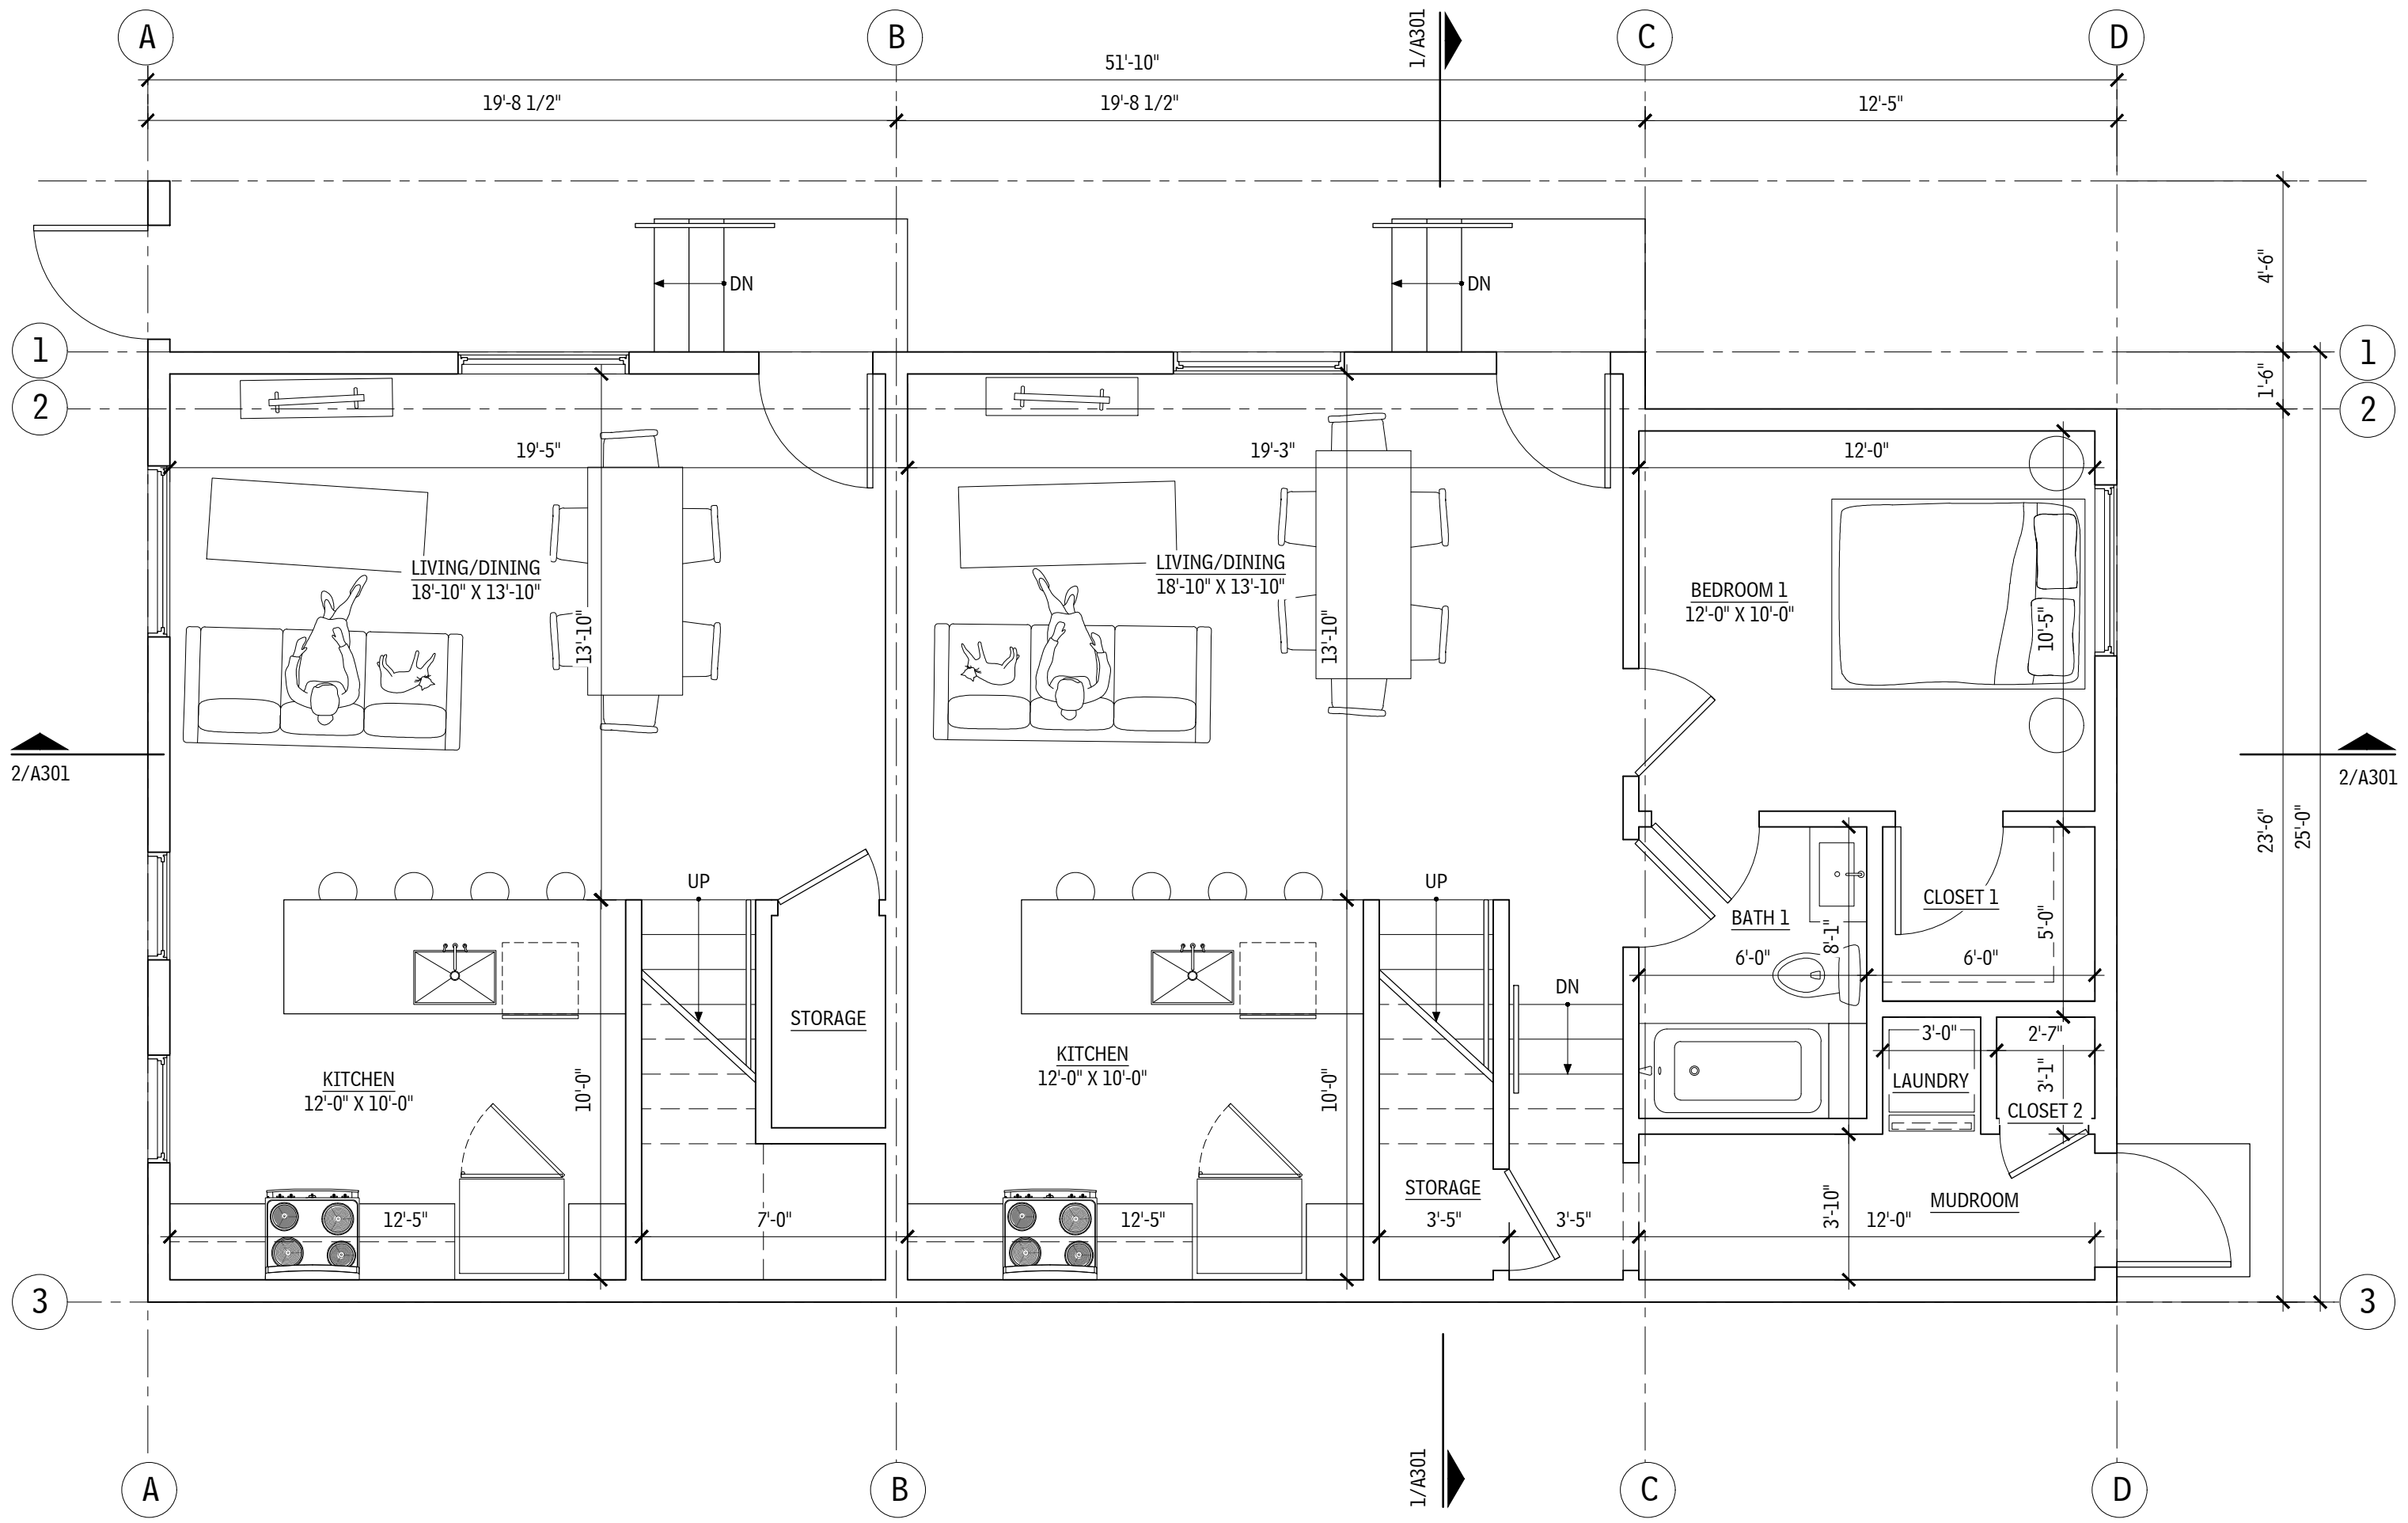 A
B
1/A301
C
D
51'-10"
19'-8 1/2"
19'-8 1/2"
12'-5"
4'-6"
DN
DN
1
1
1'-6"
2
2
19'-5"
19'-3"
12'-0"
LIVING/DINING
18'-10" X 13'-10"
LIVING/DINING
18'-10" X 13'-10"
BEDROOM 1
12'-0" X 10'-0"
13'-10"
13'-10"
10'-5"
2/A301
2/A301
23'-6"
25'-0"
UP
UP
CLOSET 1
BATH 1
8'-1"
5'-0"
6'-0"
6'-0"
DN
STORAGE
3'-0"
2'-7"
KITCHEN
12'-0" X 10'-0"
KITCHEN
12'-0" X 10'-0"
10'-0"
10'-0"
LAUNDRY
3'-1"
CLOSET 2
STORAGE
MUDROOM
3'-10"
12'-5"
7'-0"
12'-5"
3'-5"
3'-5"
12'-0"
3
3
1/A301
A
B
C
D